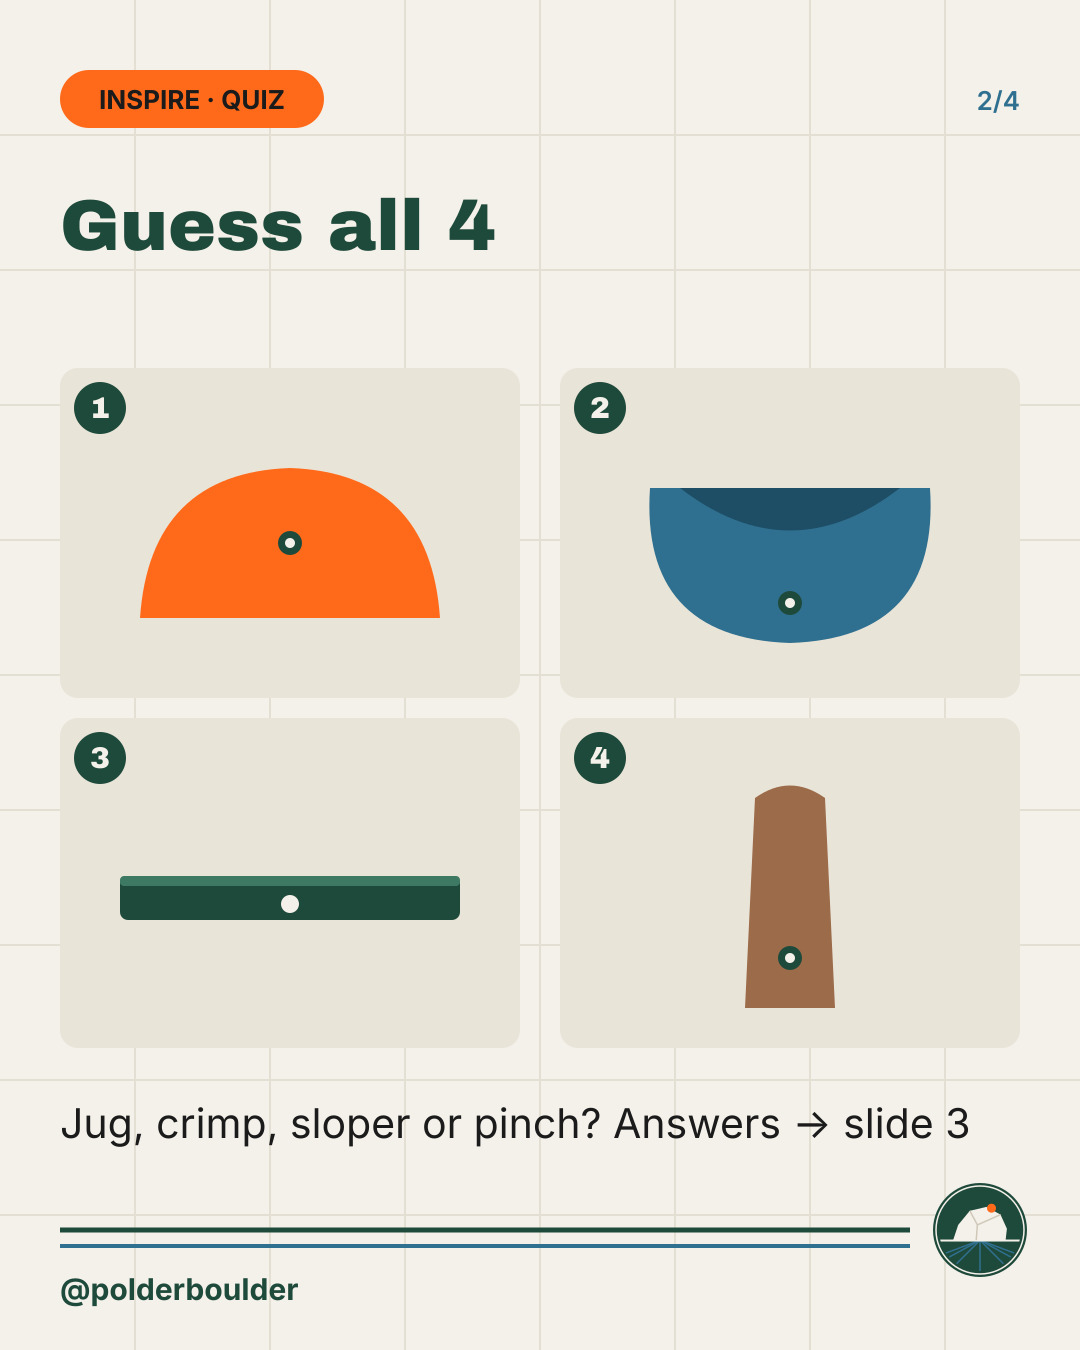 INSPIRE · QUIZ
2/4
Guess all 4
1
2
3
4
Jug, crimp, sloper or pinch? Answers → slide 3
@polderboulder